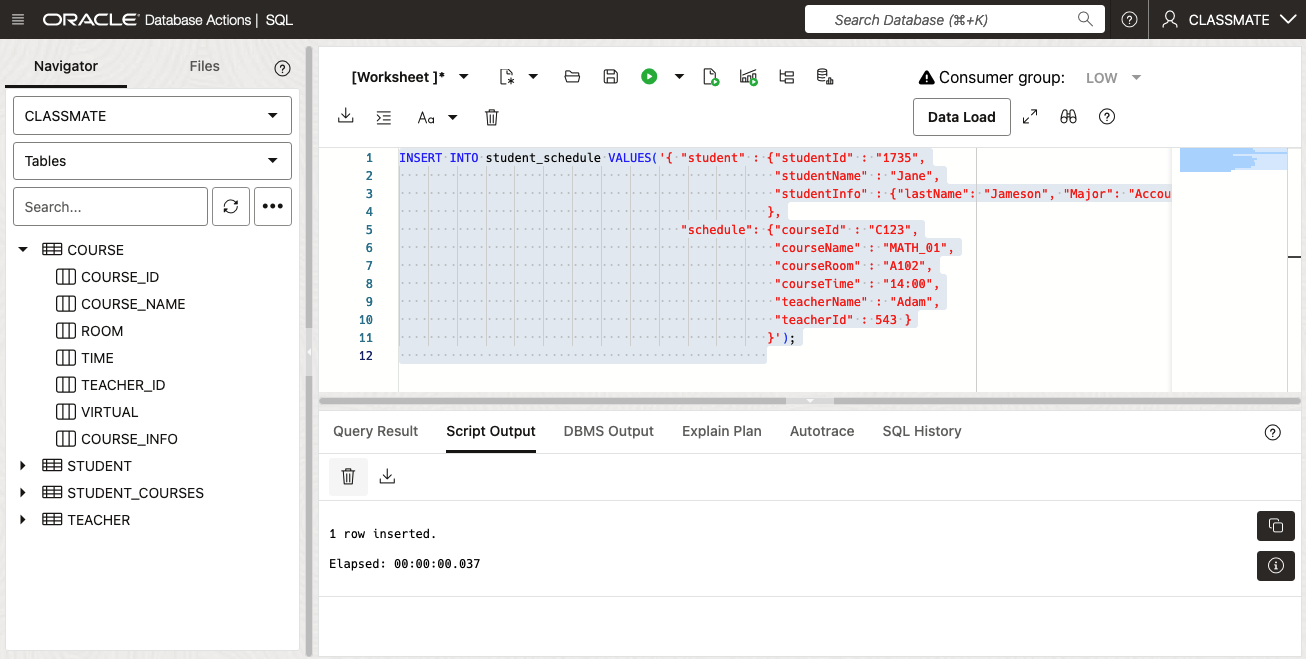 ORACLE Database Actions | SQL
Search Database (⌘+K)
CLASSMATE
Navigator
Files
CLASSMATE
Tables
Search...
COURSE
COURSE_ID
COURSE_NAME
ROOM
TIME
TEACHER_ID
VIRTUAL
COURSE_INFO
STUDENT
STUDENT_COURSES
TEACHER
[Worksheet ]*
Consumer group: LOW
Aa
Data Load
1 INSERT INTO student_schedule VALUES('{ "student" : {"studentId" : "1735",
2 "studentName" : "Jane",
3 "studentInfo" : {"lastName": "Jameson", "Major": "Accou
4 },
5 "schedule": {"courseId" : "C123",
6 "courseName" : "MATH_01",
7 "courseRoom" : "A102",
8 "courseTime" : "14:00",
9 "teacherName" : "Adam",
10 "teacherId" : 543 }
11 }');
12
Query Result
Script Output
DBMS Output
Explain Plan
Autotrace
SQL History
1 row inserted.
Elapsed: 00:00:00.037